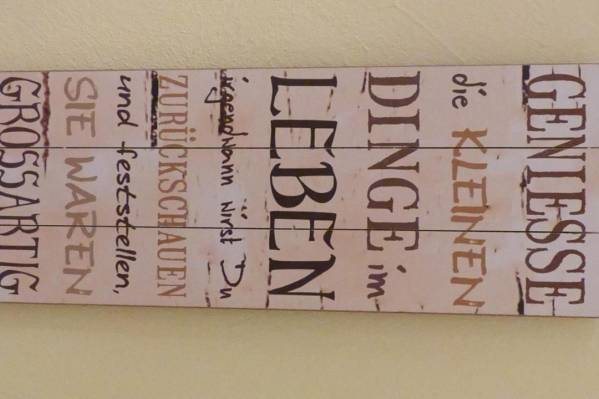 GENIESSE
die KLEINEN
DINGE im
LEBEN
irgendwann wirst Du
ZURÜCKSCHAUEN
und feststellen,
SIE WAREN
GROSSARTIG